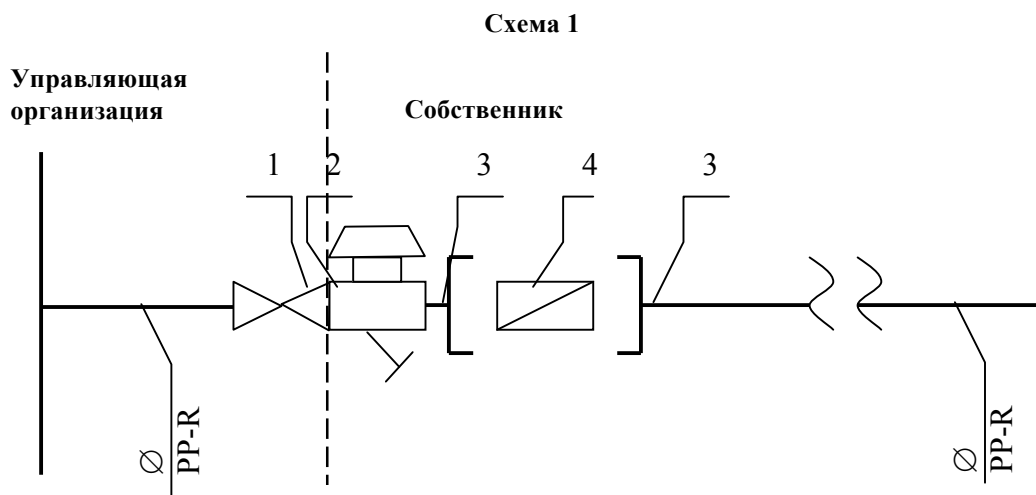 Схема 1
Управляющая
организация
Собственник
1 2 3 4 3
∅
PP-R
∅
PP-R